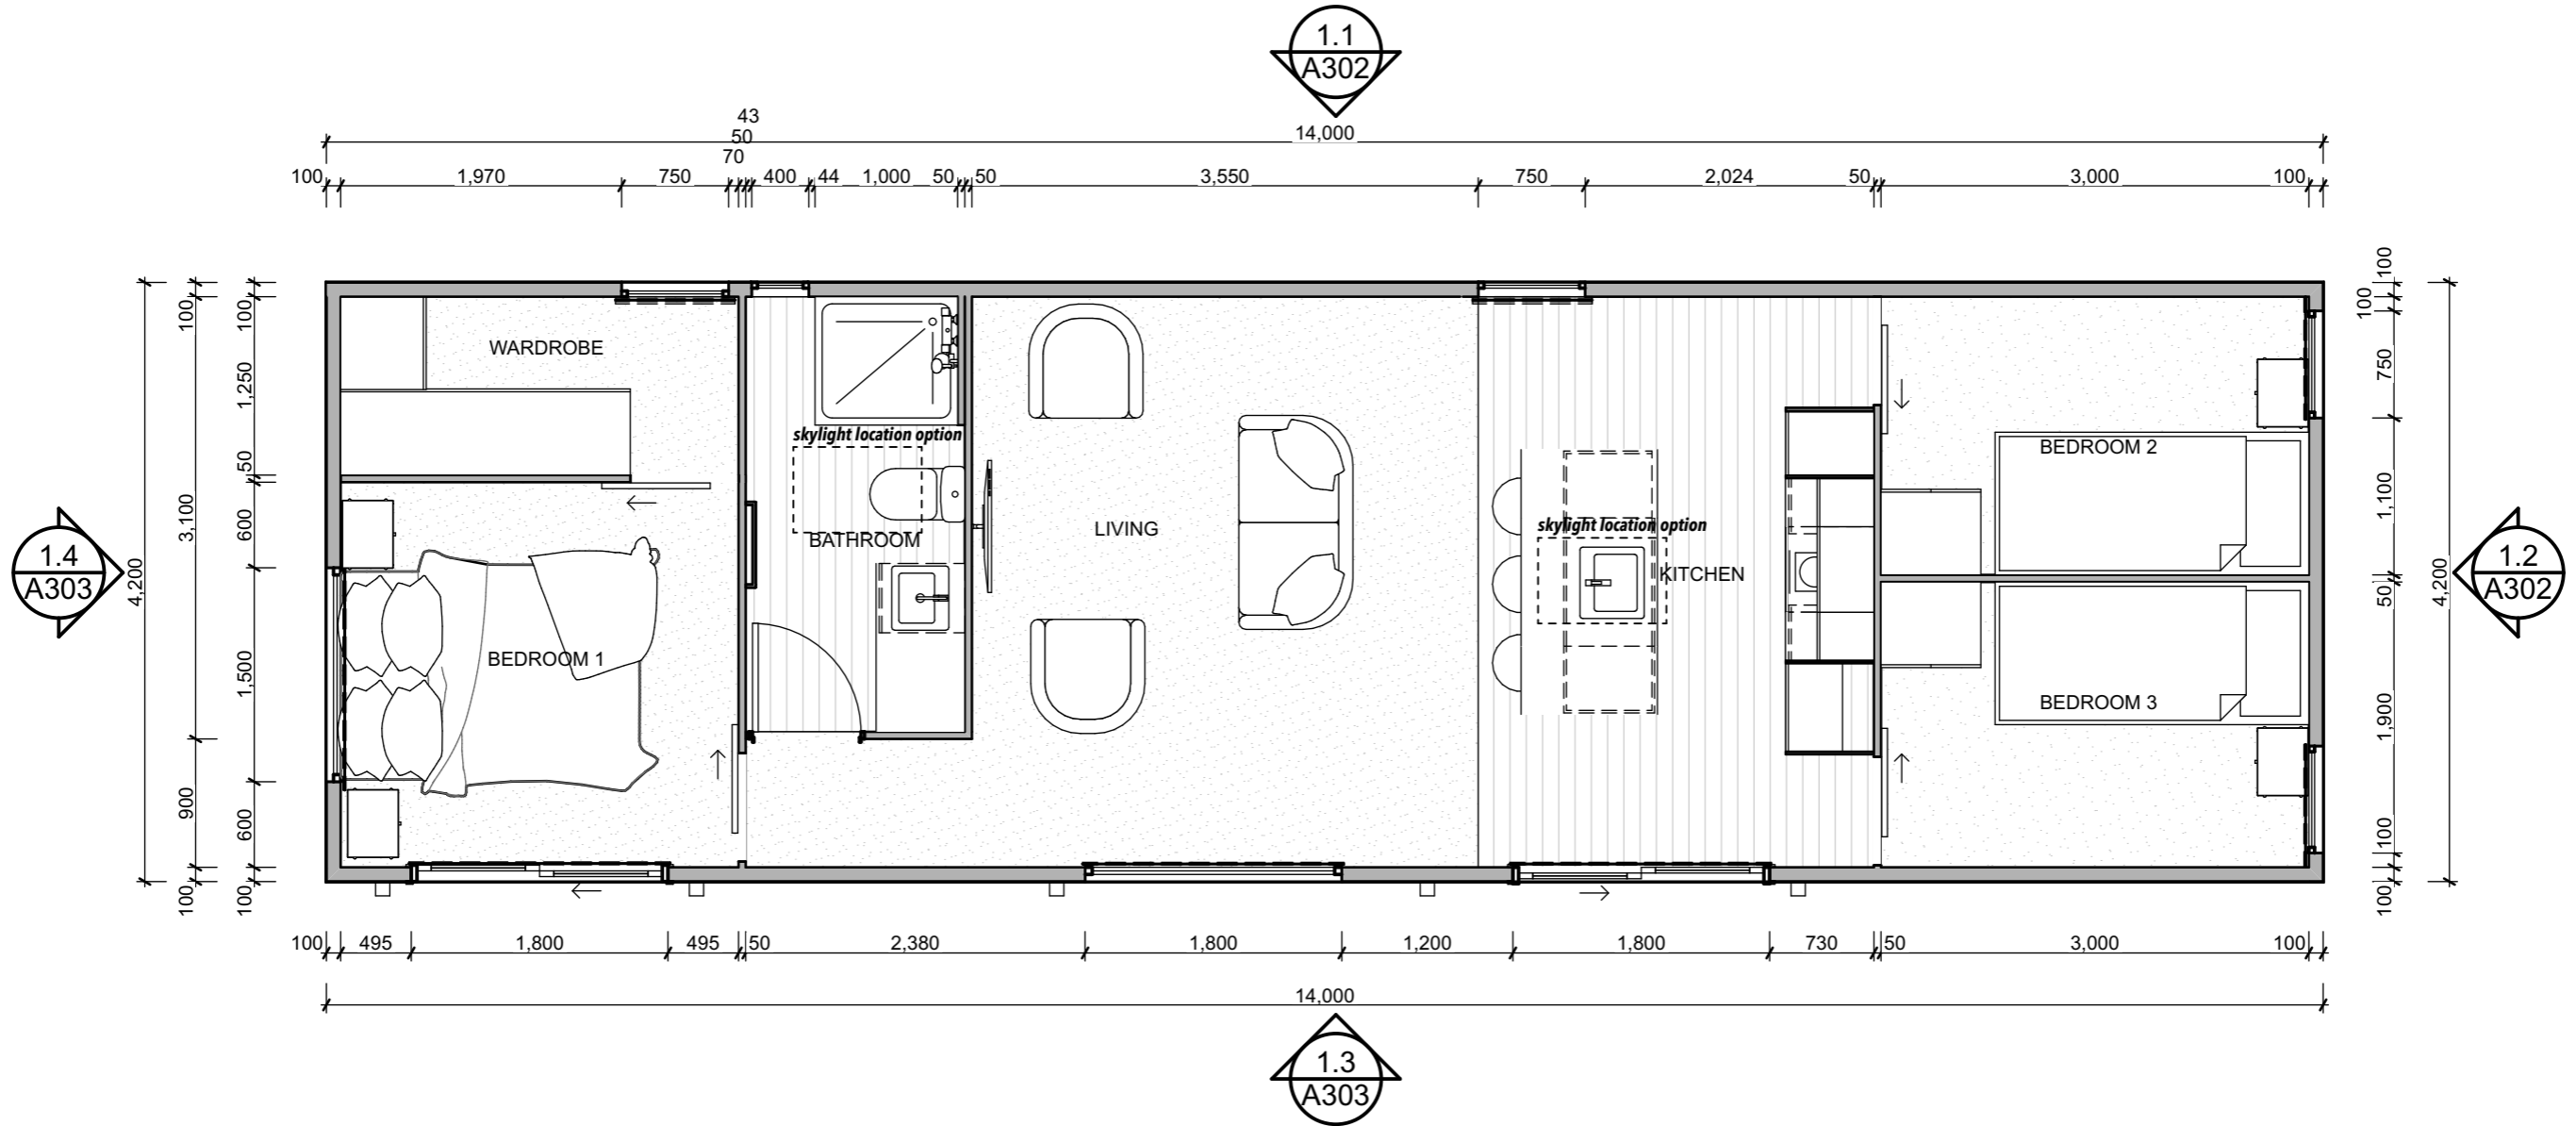 1.1
A302
43
50
70
14,000
100 1,970 750 400 44 1,000 50 50 3,550 750 2,024 50 3,000 100
100
100
750
1,100
50
1,900
100
100
4,200
4,200
100
3,100
900
100
100
1,250
50
600
1,500
600
100
WARDROBE
skylight location option
BATHROOM
LIVING
skylight location option
KITCHEN
BEDROOM 1
BEDROOM 2
BEDROOM 3
1.4
A303
1.2
A302
100 495 1,800 495 50 2,380 1,800 1,200 1,800 730 50 3,000 100
14,000
1.3
A303